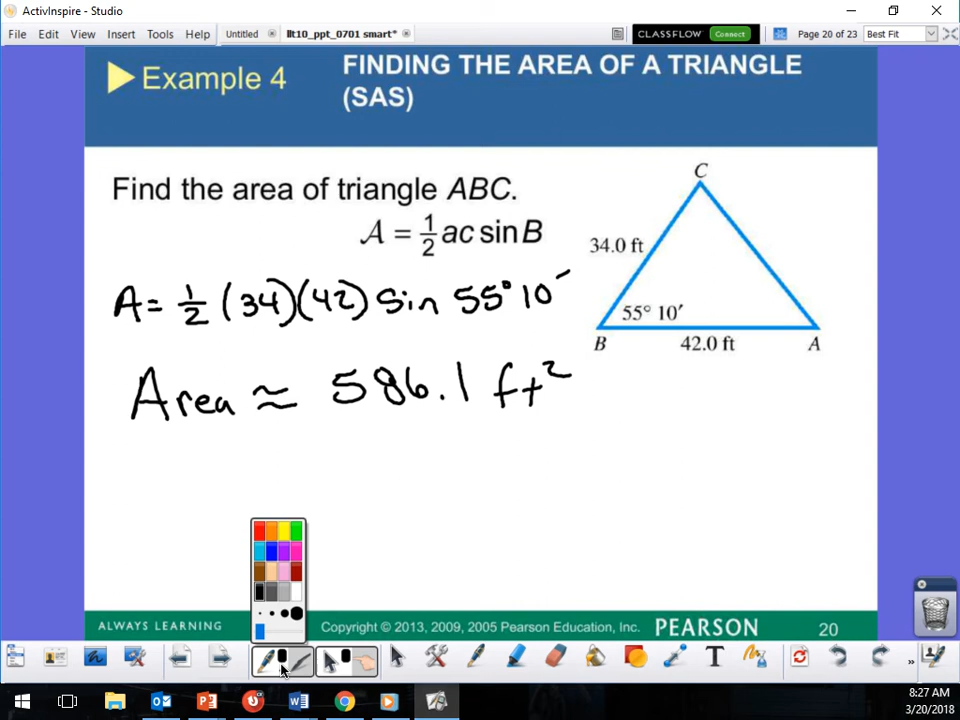 ActivInspire - Studio
File Edit View Insert Tools Help Untitled llt10_ppt_0701 smart* CLASSFLOW Connect Page 20 of 23 Best Fit
Example 4
FINDING THE AREA OF A TRIANGLE
(SAS)
Find the area of triangle ABC.
A = 1/2 ac sin B
A = 1/2 (34)(42) Sin 55° 10′
Area ≈ 586.1 ft²
C
34.0 ft
55° 10′
B
42.0 ft
A
ALWAYS LEARNING
Copyright © 2013, 2009, 2005 Pearson Education, Inc.
PEARSON
20
T
»
8:27 AM
3/20/2018